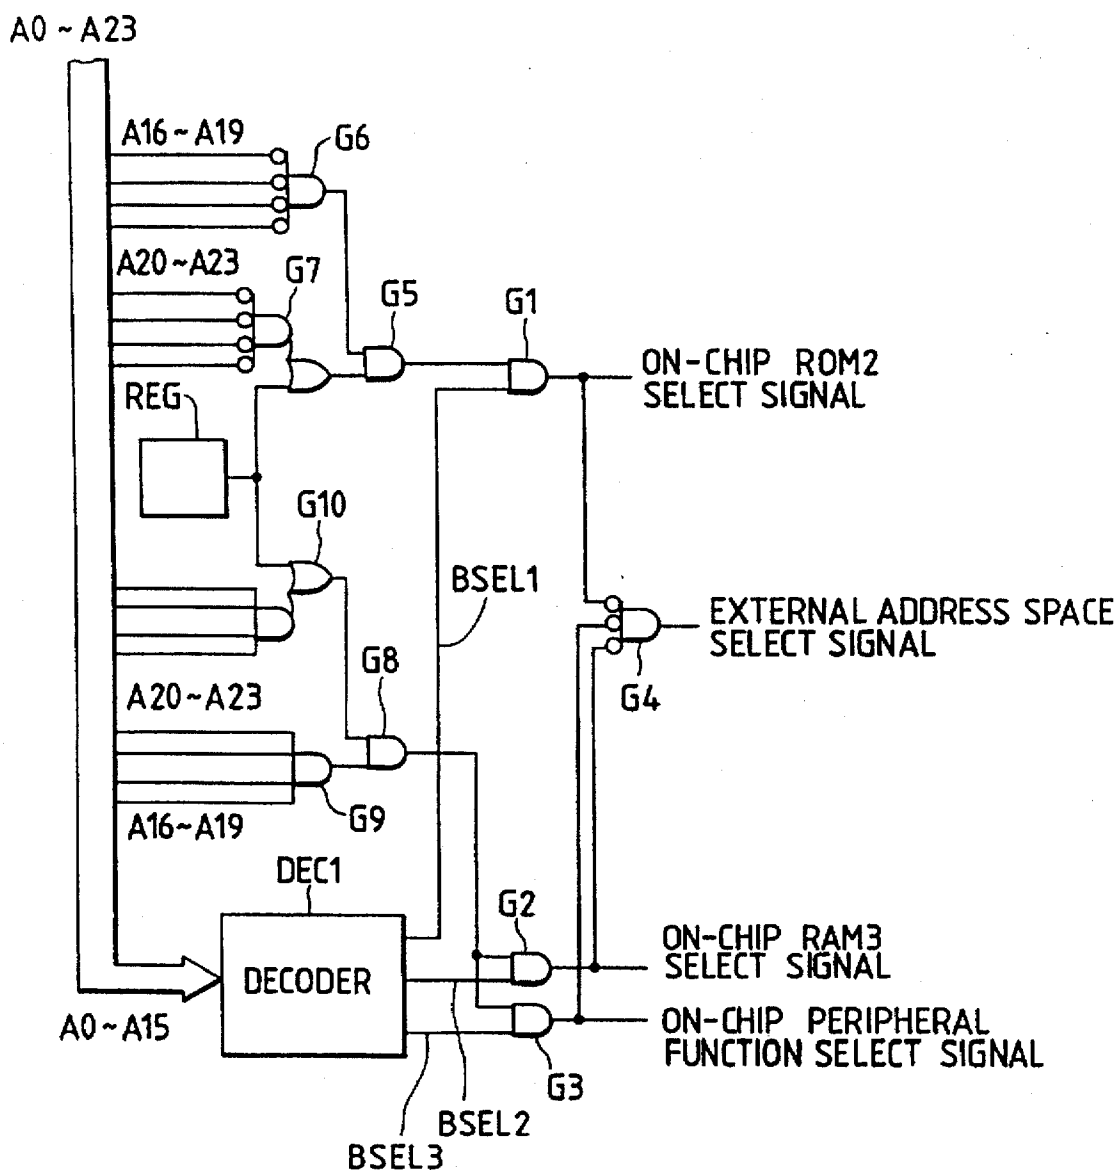 A0~A23
A16~A19
G6
A20~A23
G7
G5
G1
ON-CHIP ROM2
SELECT SIGNAL
REG
G10
BSEL1
EXTERNAL ADDRESS SPACE
SELECT SIGNAL
G4
G8
A20~A23
G9
A16~A19
DEC1
G2
ON-CHIP RAM3
SELECT SIGNAL
DECODER
A0~A15
ON-CHIP PERIPHERAL
FUNCTION SELECT SIGNAL
G3
BSEL2
BSEL3